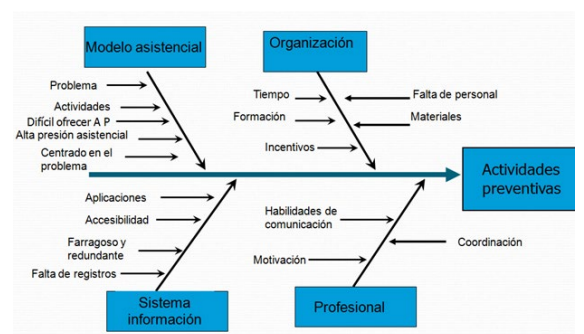 Modelo asistencial
Organización
Problema
Actividades
Difícil ofrecer A P
Alta presión asistencial
Centrado en el
problema
Tiempo
Formación
Incentivos
Falta de personal
Materiales
Actividades
preventivas
Aplicaciones
Accesibilidad
Farragoso y
redundante
Falta de registros
Habilidades de
comunicación
Motivación
Coordinación
Sistema
información
Profesional